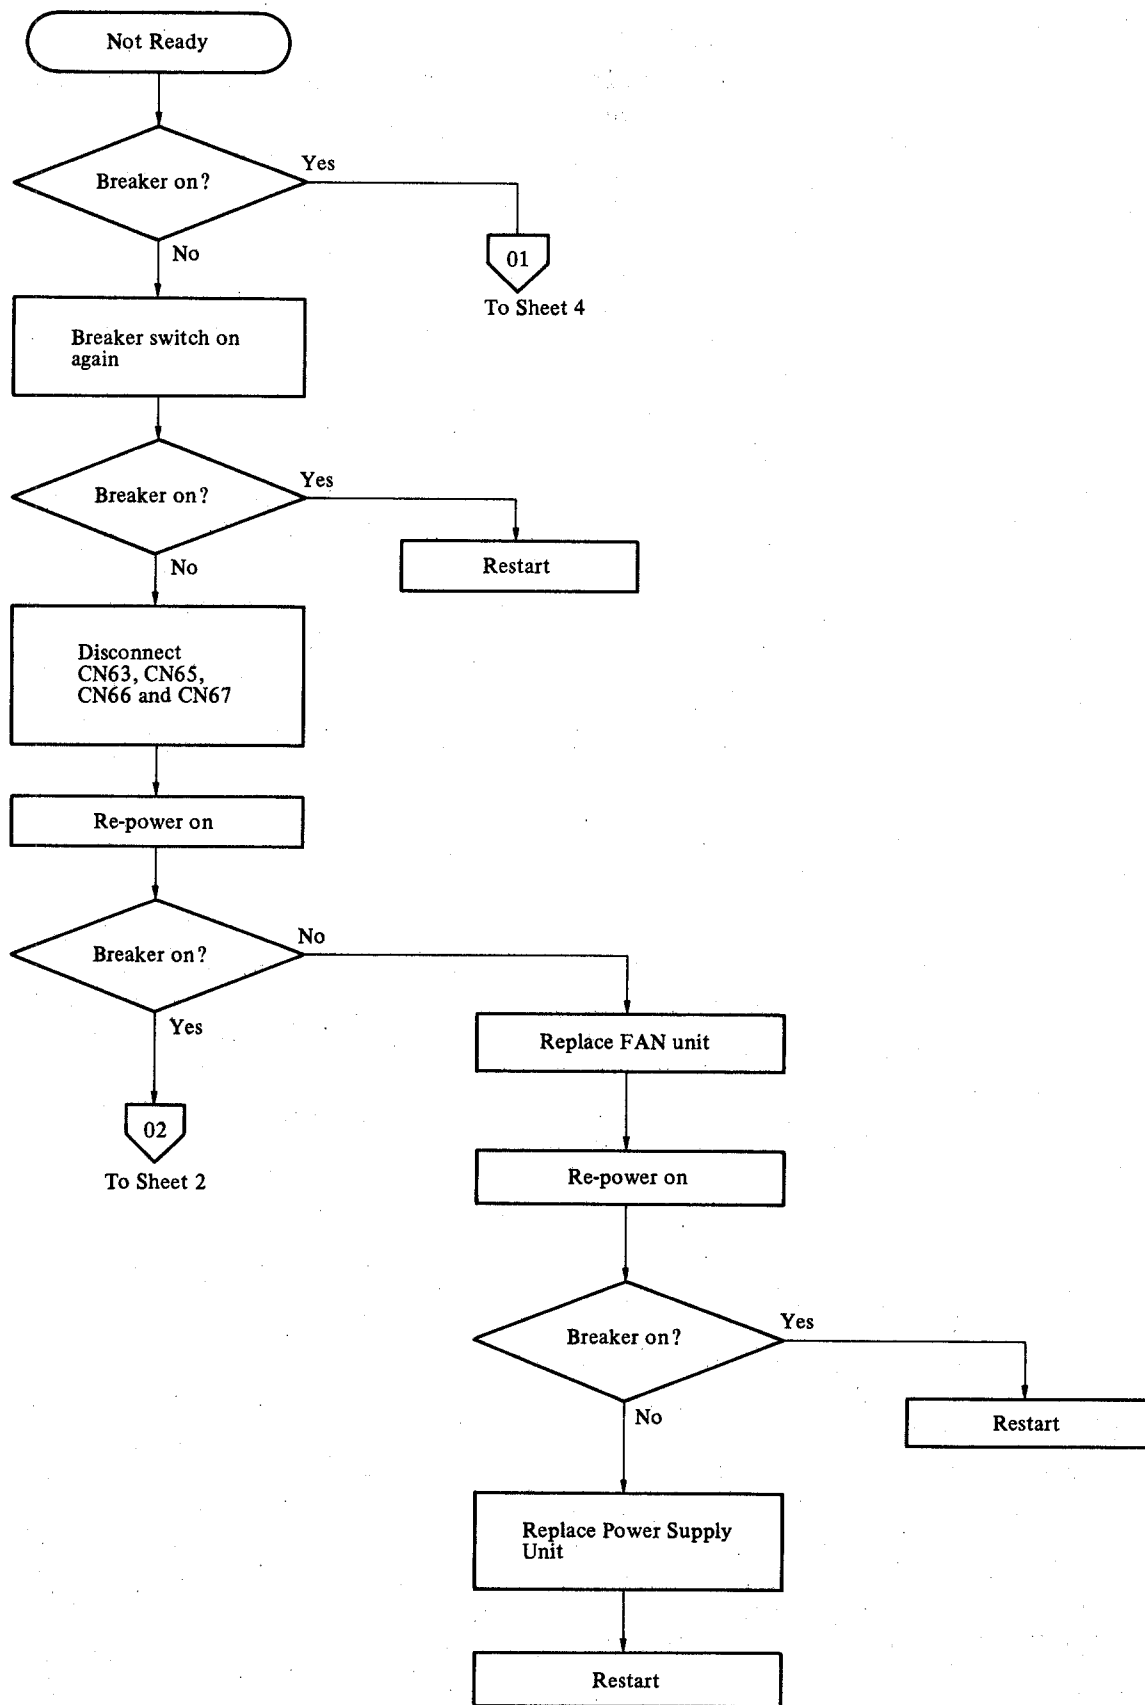 Not Ready
Breaker on?
Yes
No
01
To Sheet 4
Breaker switch on
again
Breaker on?
Yes
No
Restart
Disconnect
CN63, CN65,
CN66 and CN67
Re-power on
Breaker on?
No
Yes
02
To Sheet 2
Replace FAN unit
Re-power on
Breaker on?
Yes
No
Restart
Replace Power Supply
Unit
Restart